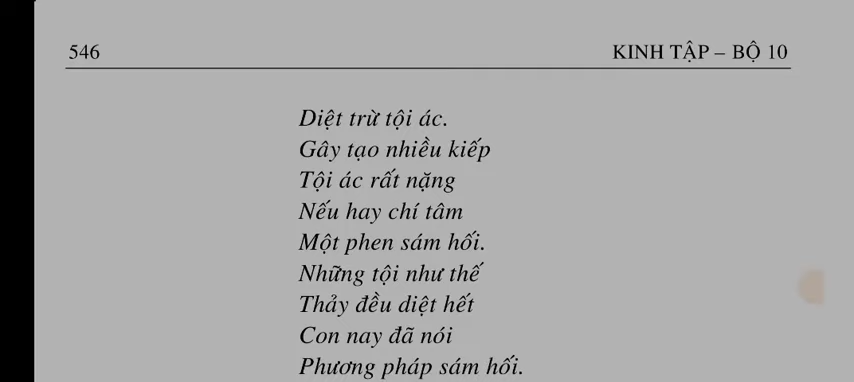 546
KINH TẬP – BỘ 10
Diệt trừ tội ác.
Gây tạo nhiều kiếp
Tội ác rất nặng
Nếu hay chí tâm
Một phen sám hối.
Những tội như thế
Thảy đều diệt hết
Con nay đã nói
Phương pháp sám hối.